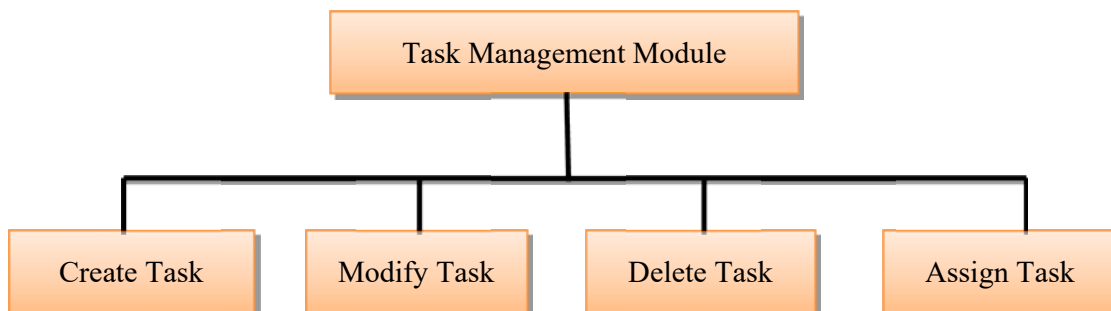 Task Management Module
Create Task
Modify Task
Delete Task
Assign Task